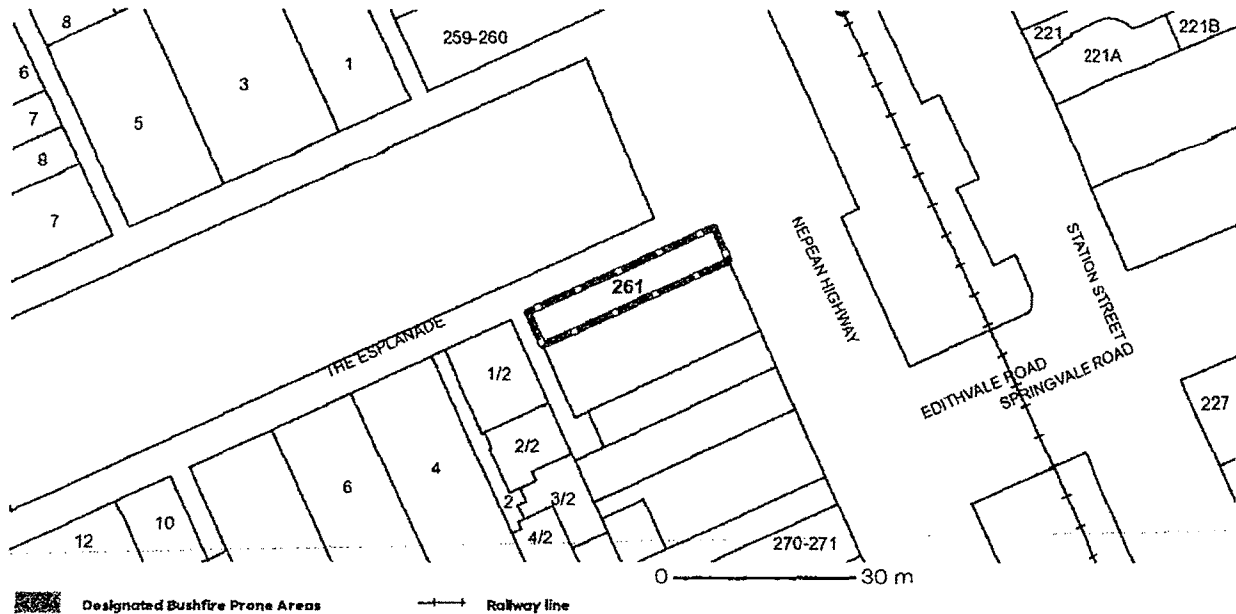 8
259-260
221
221B
221A
6
3
1
5
7
8
7
261
NEPEAN HIGHWAY
STATION STREET
THE ESPLANADE
1/2
EDITHVALE ROAD
SPRINGVALE ROAD
227
2/2
4
6
2
3/2
10
12
4/2
270-271
0 30 m
Designated Bushfire Prone Areas Railway line